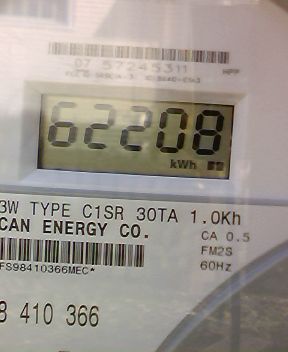 07 57245311
62208
kWh
3W TYPE C1SR 30TA 1.0Kh
CAN ENERGY CO.
CA 0.5
FM2S
60Hz
FS98410366MEC*
8 410 366